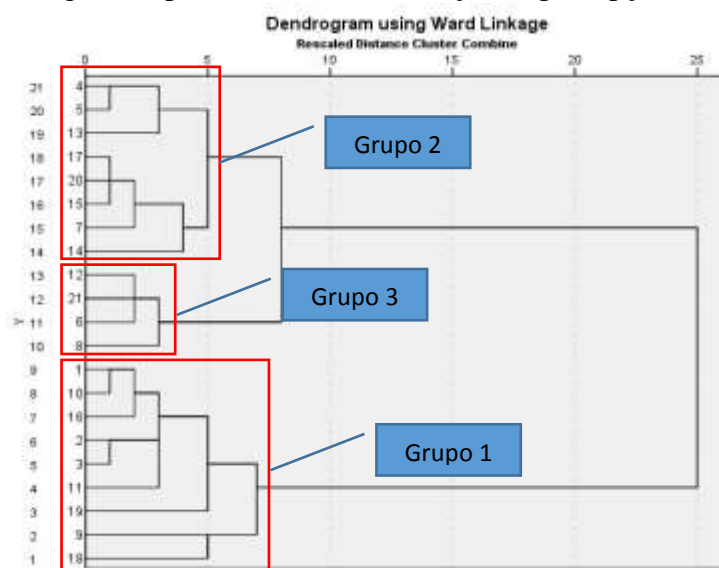 Dendrogram using Ward Linkage
Rescaled Distance Cluster Combine
0 5 10 15 20 25
21 4
20 5
19 13
18 17
17 20
16 15
15 7
14 14
13 12
12 21
Y 11 6
10 8
9 1
8 10
7 16
6 2
5 3
4 11
3 19
2 9
1 18
Grupo 2
Grupo 3
Grupo 1